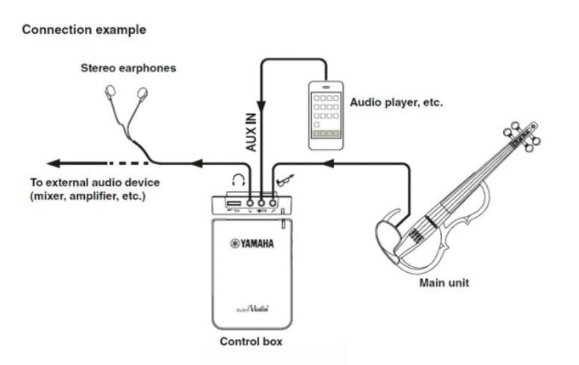 Connection example
Stereo earphones
AUX IN
Audio player, etc.
To external audio device
(mixer, amplifier, etc.)
YAMAHA
Violin
Main unit
Control box